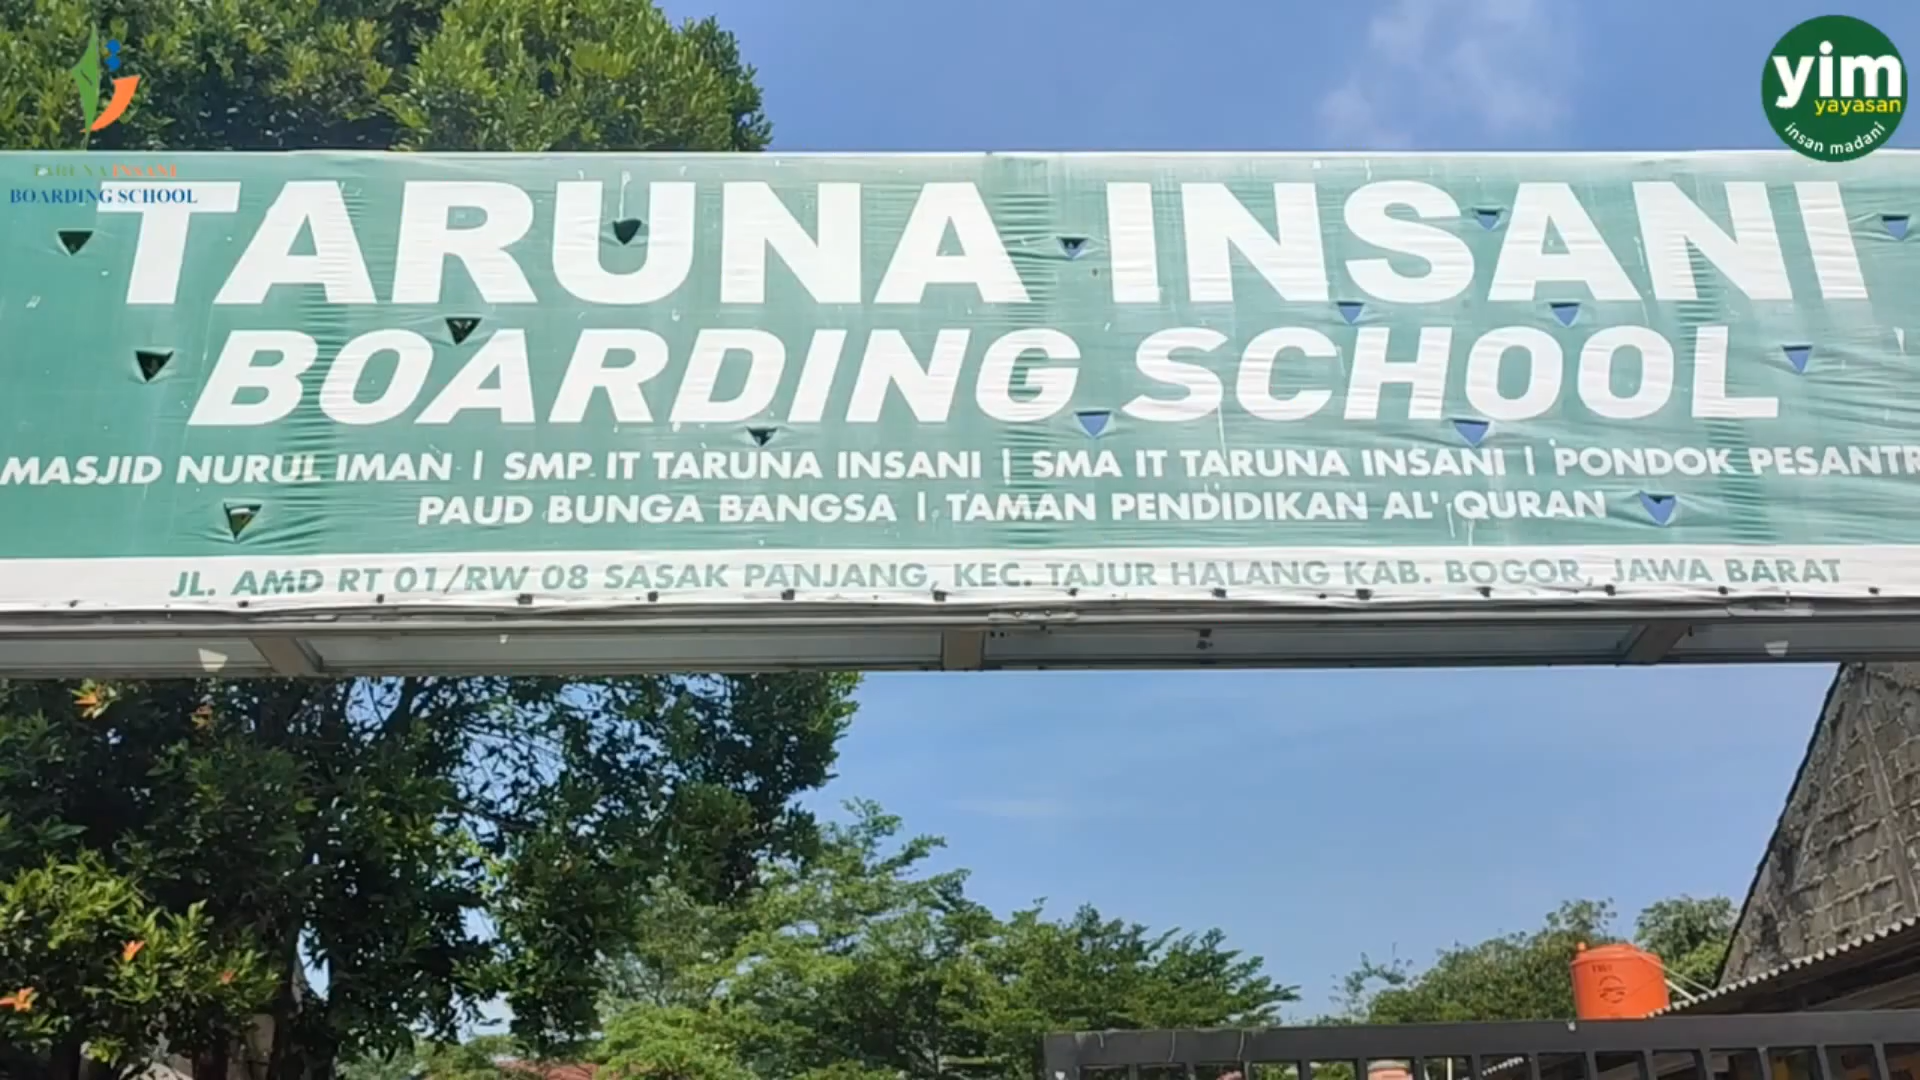 TARUNA INSANI
BOARDING SCHOOL
yim
yayasan
insan madani
TARUNA INSANI
BOARDING SCHOOL
MASJID NURUL IMAN | SMP IT TARUNA INSANI | SMA IT TARUNA INSANI | PONDOK PESANTR
PAUD BUNGA BANGSA | TAMAN PENDIDIKAN AL' QURAN
JL. AMD RT 01/RW 08 SASAK PANJANG, KEC. TAJUR HALANG KAB. BOGOR, JAWA BARAT